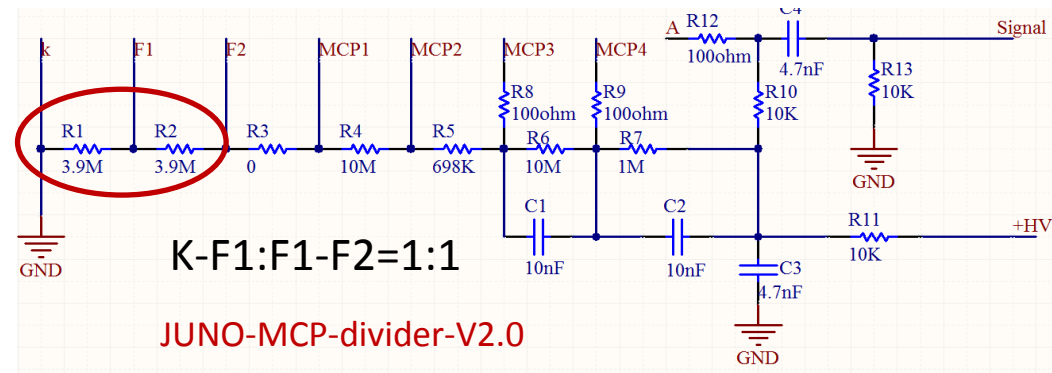 C4
R12
A
Signal
100ohm
4.7nF
k
F1
F2
MCP1
MCP2
MCP3
MCP4
R13
10K
R8
100ohm
R9
100ohm
R10
10K
R1
R2
R3
R4
R5
R6
R7
3.9M
3.9M
0
10M
698K
10M
1M
GND
C1
C2
R11
+HV
10K
GND
K-F1:F1-F2=1:1
10nF
10nF
C3
4.7nF
JUNO-MCP-divider-V2.0
GND